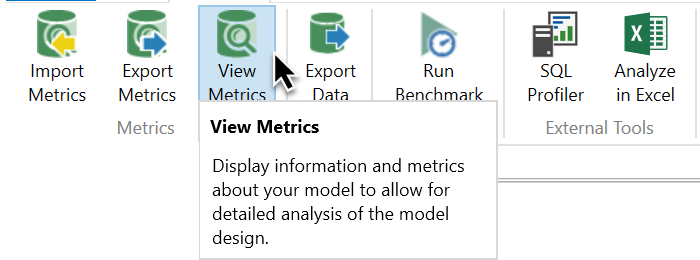 Import Metrics
Export Metrics
View Metrics
Export Data
Run Benchmark
SQL Profiler
Analyze in Excel
Metrics
External Tools
View Metrics
Display information and metrics
about your model to allow for
detailed analysis of the model
design.